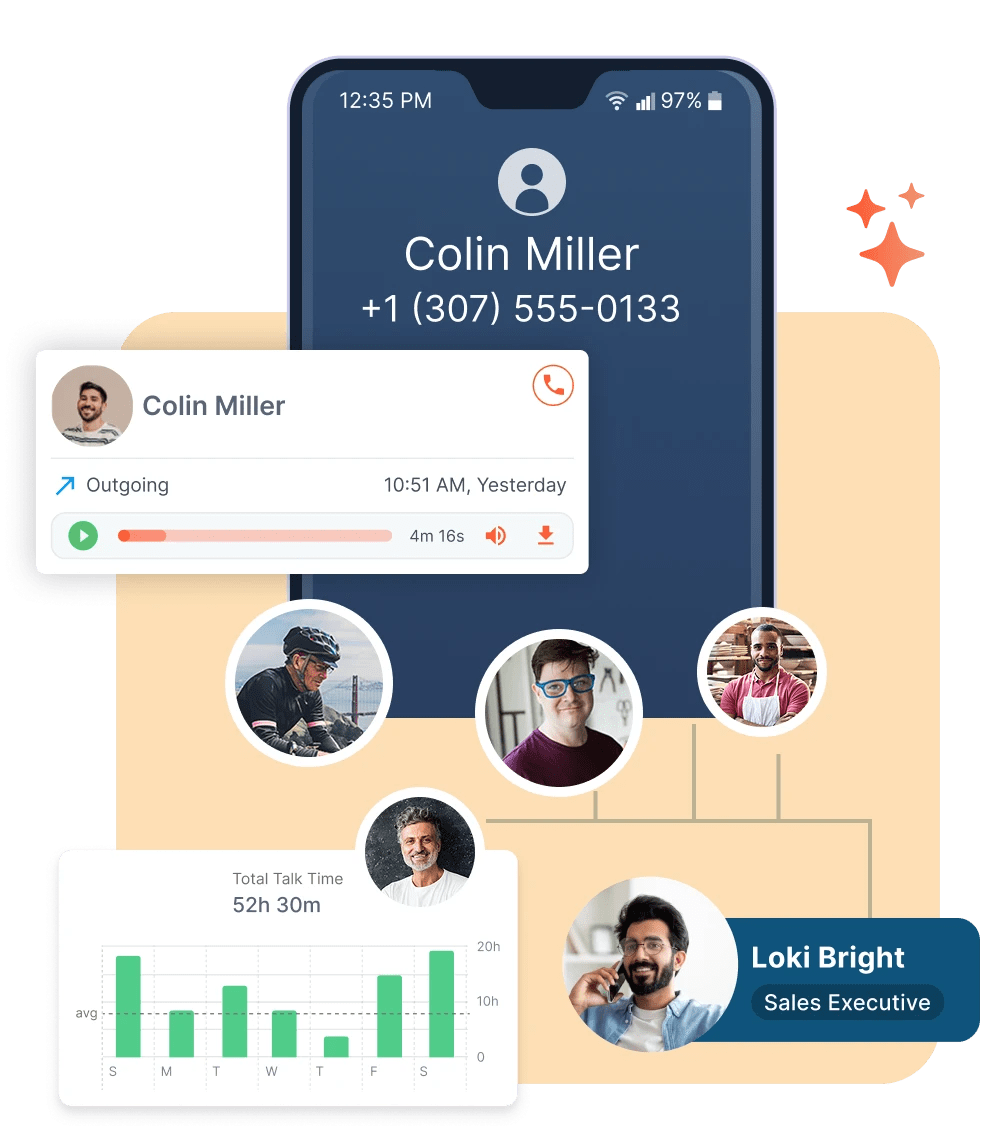 12:35 PM 97%
Colin Miller
+1 (307) 555-0133
Colin Miller
Outgoing 10:51 AM, Yesterday
4m 16s
Total Talk Time
52h 30m
20h
10h
avg
0
S M T W T F S
Loki Bright
Sales Executive